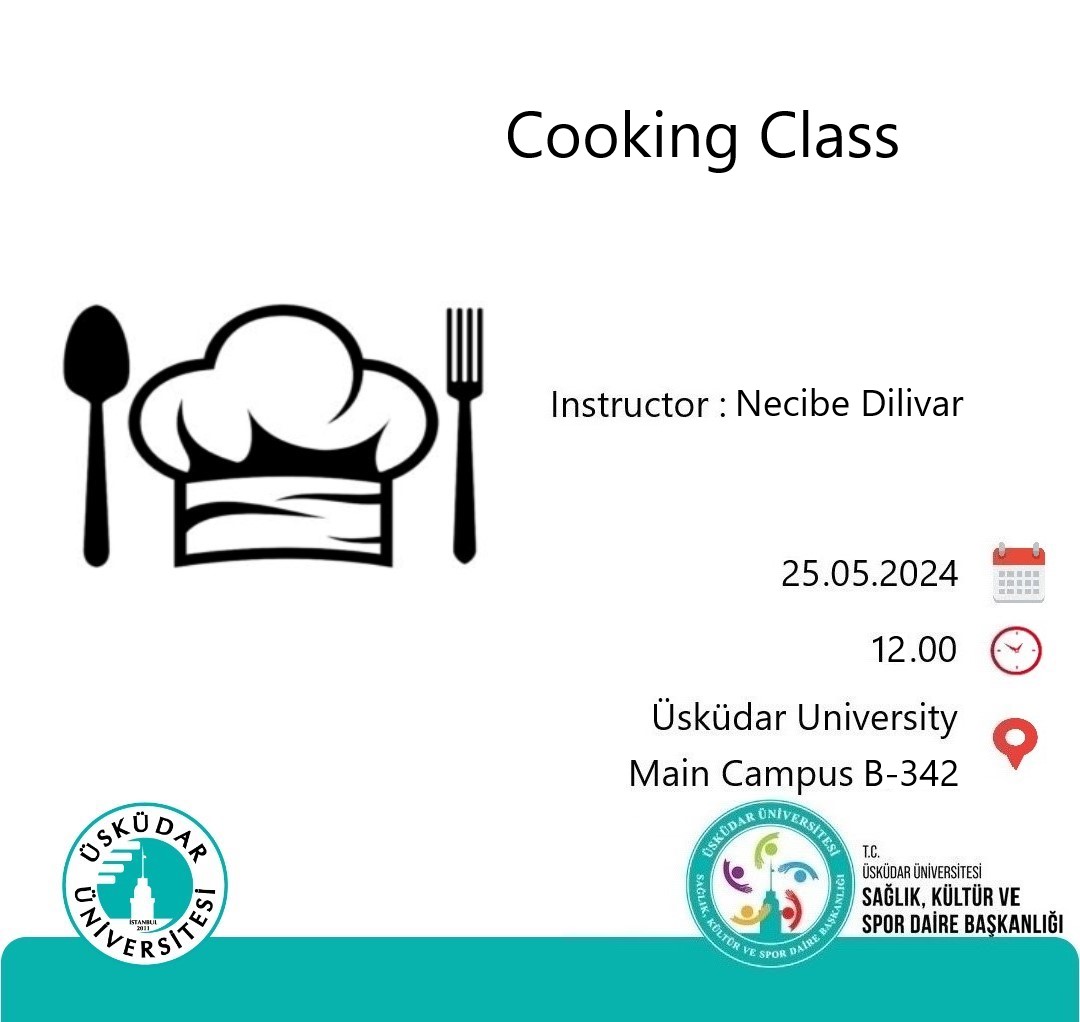 Cooking Class
Instructor : Necibe Dilivar
25.05.2024
12.00
Üsküdar University
Main Campus B-342
ÜSKÜDAR ÜNİVERSİTESİ
İSTANBUL
2011
ÜSKÜDAR ÜNİVERSİTESİ
SAĞLIK, KÜLTÜR VE SPOR DAİRE BAŞKANLIĞI
T.C.
ÜSKÜDAR ÜNİVERSİTESİ
SAĞLIK, KÜLTÜR VE
SPOR DAİRE BAŞKANLIĞI